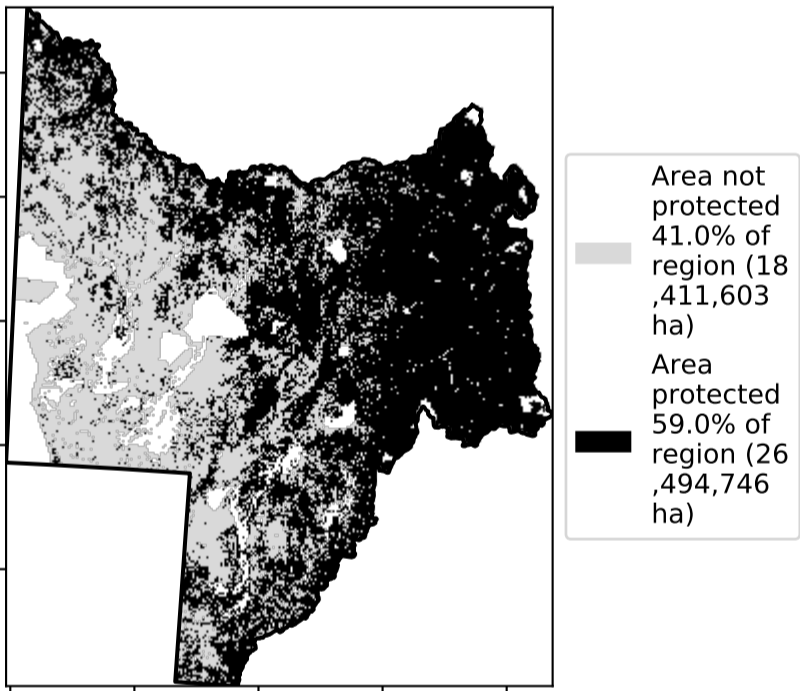 Area not
protected
41.0% of
region (18
,411,603
ha)
Area
protected
59.0% of
region (26
,494,746
ha)